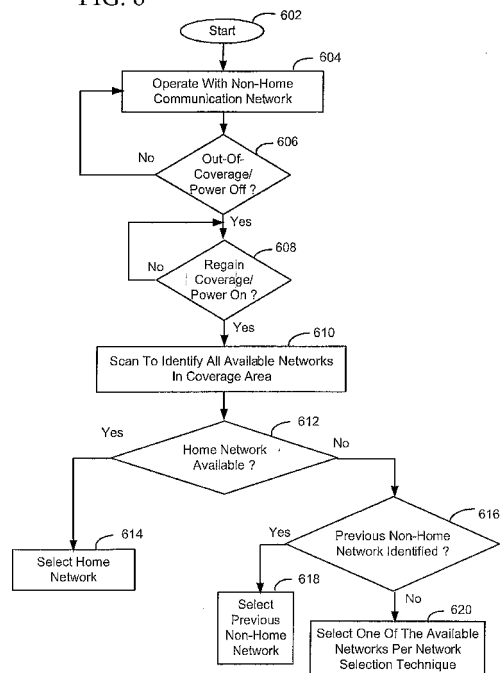 FIG. 6
602
Start
604
Operate With Non-Home
Communication Network
606
No
Out-Of-
Coverage/
Power Off ?
Yes
608
No
Regain
Coverage/
Power On ?
Yes
610
Scan To Identify All Available Networks
In Coverage Area
612
Yes
No
Home Network
Available ?
614
Select Home
Network
616
Yes
Previous Non-Home
Network Identified ?
618
Select
Previous
Non-Home
Network
No
620
Select One Of The Available
Networks Per Network
Selection Technique